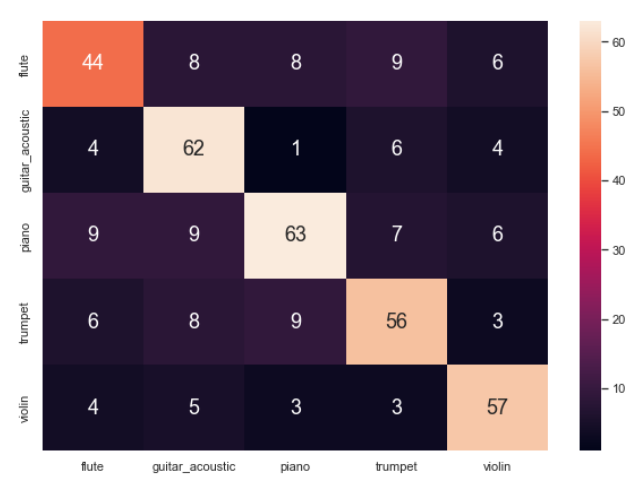 flute 44 8 8 9 6
guitar_acoustic 4 62 1 6 4
piano 9 9 63 7 6
trumpet 6 8 9 56 3
violin 4 5 3 3 57
flute guitar_acoustic piano trumpet violin
60
50
40
30
20
10